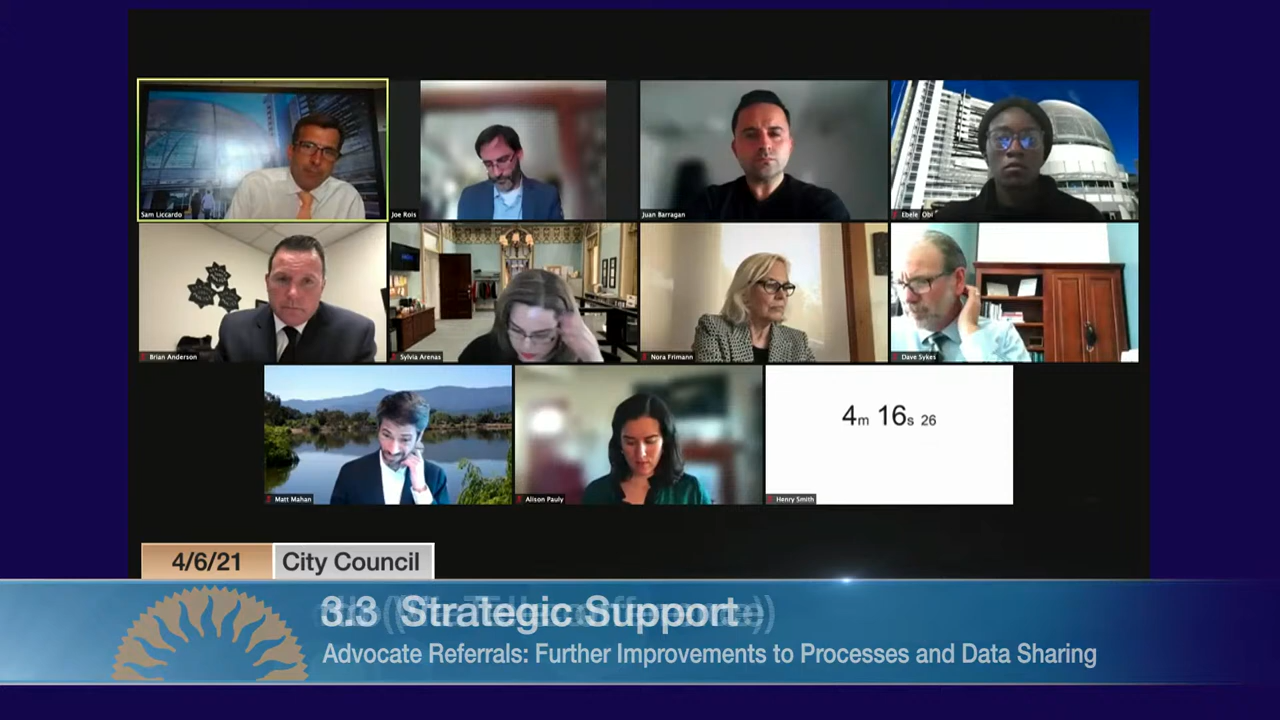 Sam Liccardo
Joe Rois
Juan Barragan
Ebele Obi
Brian Anderson
Sylvia Arenas
Nora Frimann
Dave Sykes
4m 16s 26
Matt Mahan
Alison Pauly
Henry Smith
4/6/21 City Council
3.3 Strategic Support
Advocate Referrals: Further Improvements to Processes and Data Sharing